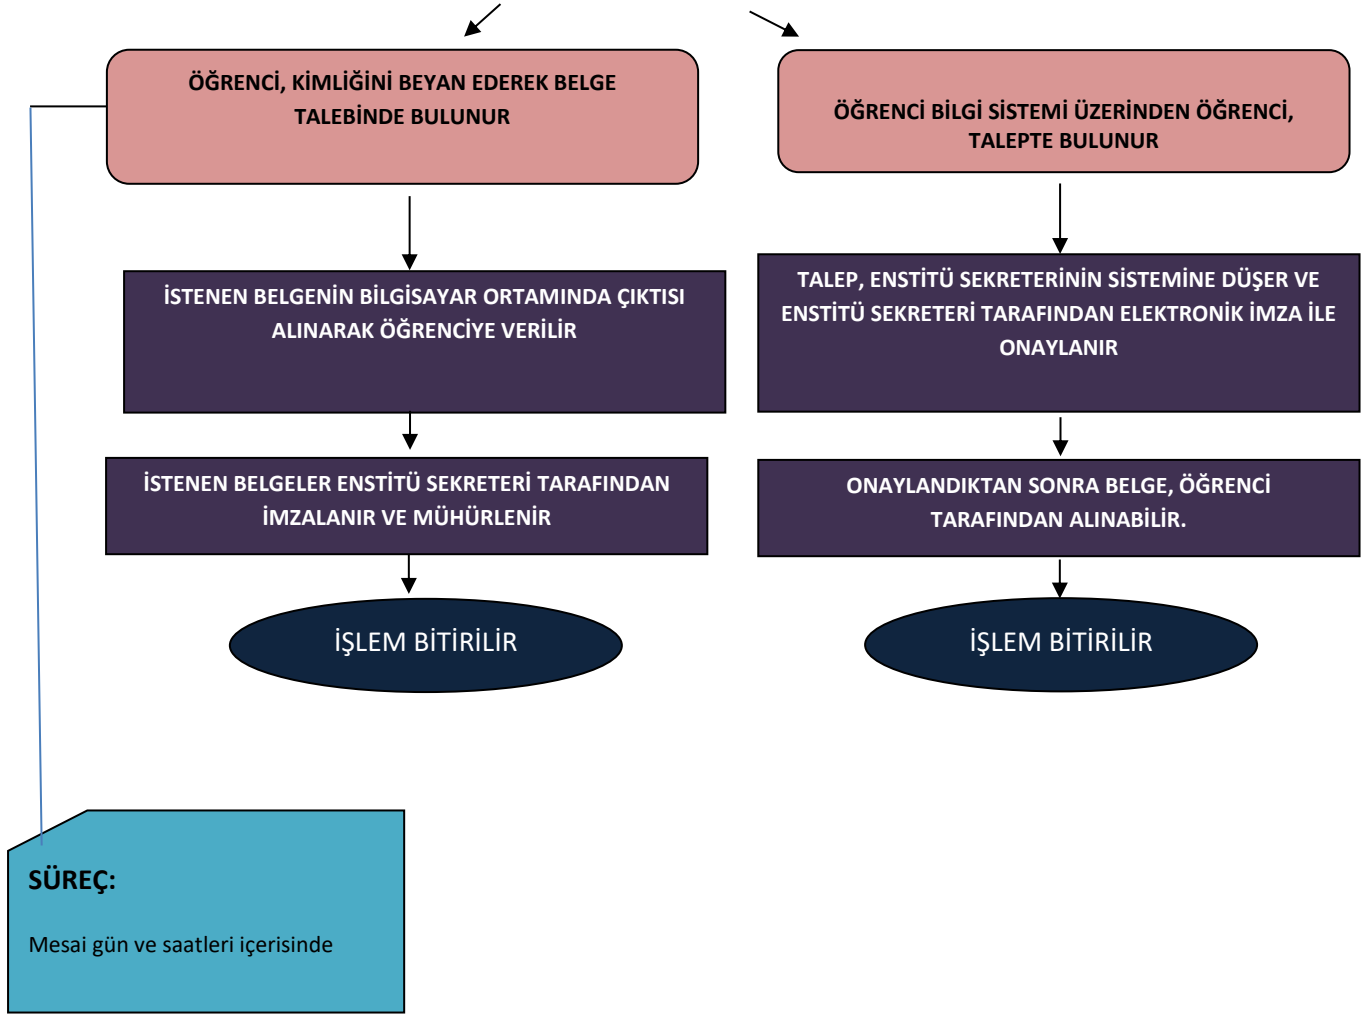 ÖĞRENCİ, KİMLİĞİNİ BEYAN EDEREK BELGE
TALEBİNDE BULUNUR
İSTENEN BELGENİN BİLGİSAYAR ORTAMINDA ÇIKTISI
ALINARAK ÖĞRENCİYE VERİLİR
İSTENEN BELGELER ENSTİTÜ SEKRETERİ TARAFINDAN
İMZALANIR VE MÜHÜRLENİR
İŞLEM BİTİRİLİR
ÖĞRENCİ BİLGİ SİSTEMİ ÜZERİNDEN ÖĞRENCİ,
TALEPTE BULUNUR
TALEP, ENSTİTÜ SEKRETERİNİN SİSTEMİNE DÜŞER VE
ENSTİTÜ SEKRETERİ TARAFINDAN ELEKTRONİK İMZA İLE
ONAYLANIR
ONAYLANDIKTAN SONRA BELGE, ÖĞRENCİ
TARAFINDAN ALINABİLİR.
İŞLEM BİTİRİLİR
SÜREÇ:
Mesai gün ve saatleri içerisinde